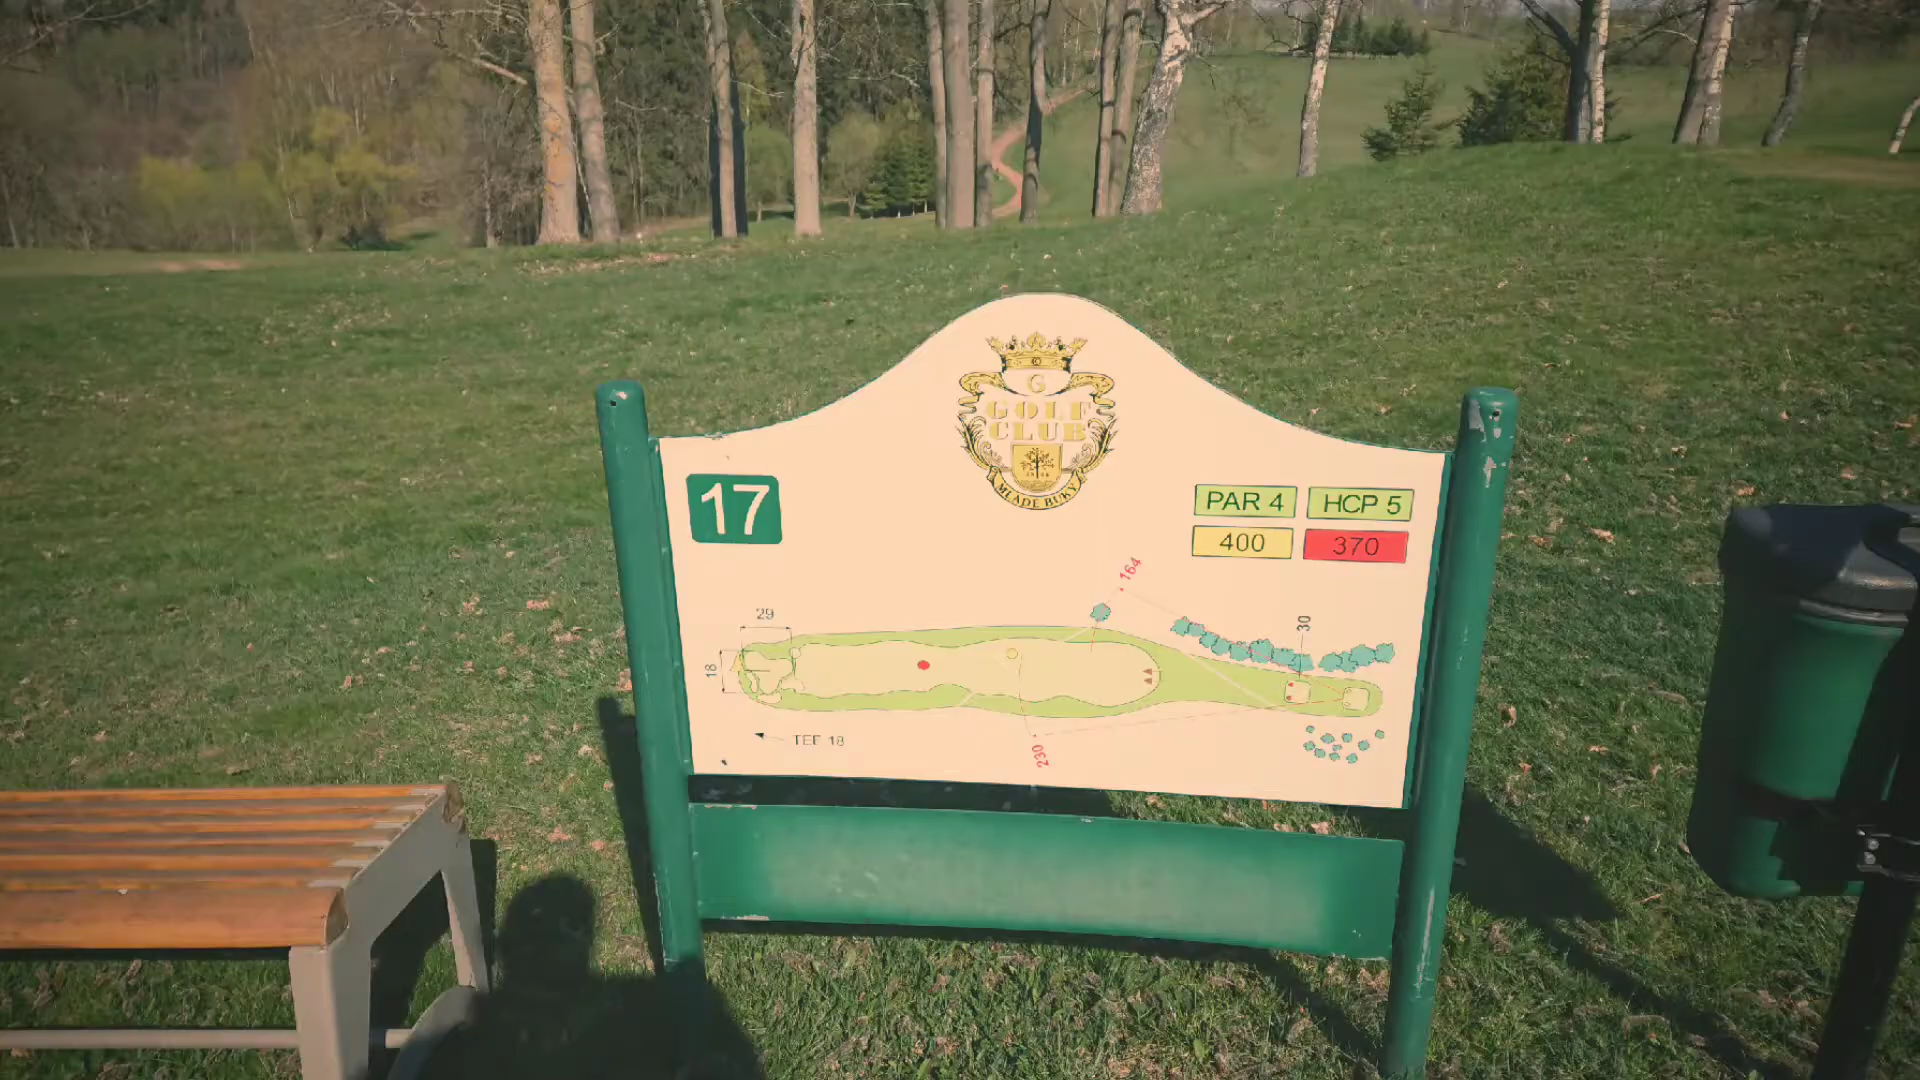 G
GOLF
CLUB
MLADÉ BUKY
17
PAR 4
HCP 5
400
370
164
29
30
18
230
TEE 18